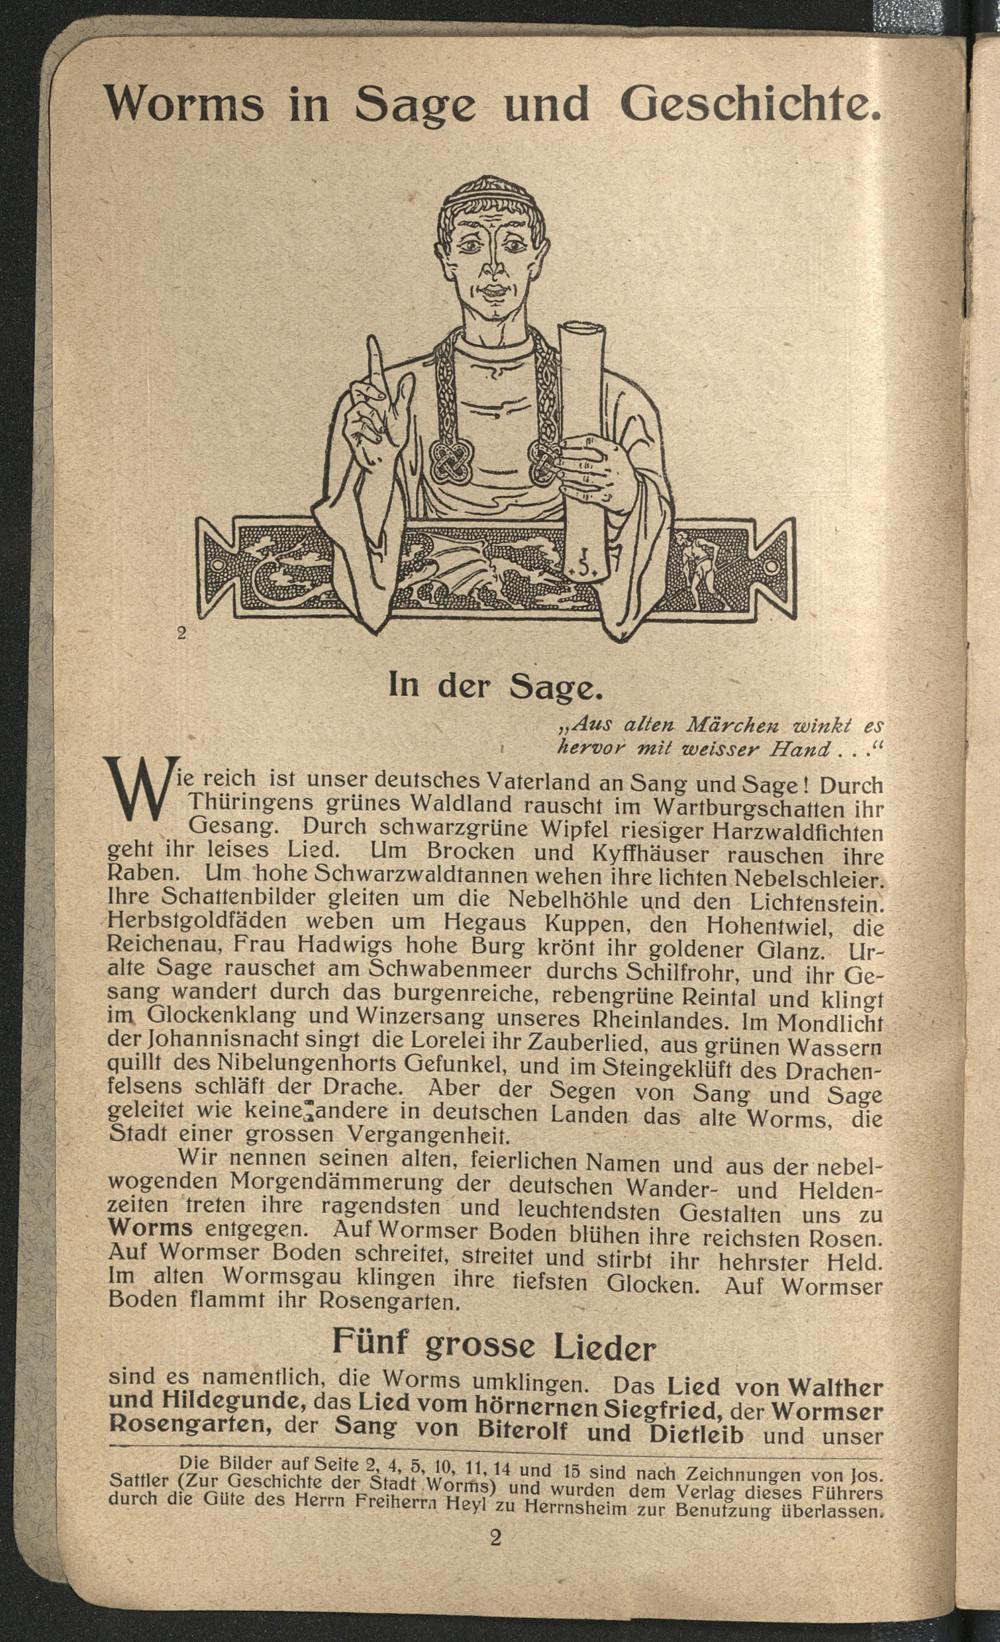 Worms in Sage und Geschichte.
.5.
2
In der Sage.
„Aus alten Märchen winkt es
hervor mit weisser Hand . . .“
Wie reich ist unser deutsches Vaterland an Sang und Sage! Durch
Thüringens grünes Waldland rauscht im Wartburgschatten ihr
Gesang. Durch schwarzgrüne Wipfel riesiger Harzwaldfichten
geht ihr leises Lied. Um Brocken und Kyffhäuser rauschen ihre
Raben. Um hohe Schwarzwaldtannen wehen ihre lichten Nebelschleier.
Ihre Schattenbilder gleiten um die Nebelhöhle und den Lichtenstein.
Herbstgoldfäden weben um Hegaus Kuppen, den Hohentwiel, die
Reichenau, Frau Hadwigs hohe Burg krönt ihr goldener Glanz. Ur-
alte Sage rauschet am Schwabenmeer durchs Schilfrohr, und ihr Ge-
sang wandert durch das burgenreiche, rebengrüne Reintal und klingt
im Glockenklang und Winzersang unseres Rheinlandes. Im Mondlicht
der Johannisnacht singt die Lorelei ihr Zauberlied, aus grünen Wassern
quillt des Nibelungenhorts Gefunkel, und im Steingeklüft des Drachen-
felsens schläft der Drache. Aber der Segen von Sang und Sage
geleitet wie keine andere in deutschen Landen das alte Worms, die
Stadt einer grossen Vergangenheit.
Wir nennen seinen alten, feierlichen Namen und aus der nebel-
wogenden Morgendämmerung der deutschen Wander- und Helden-
zeiten treten ihre ragendsten und leuchtendsten Gestalten uns zu
Worms entgegen. Auf Wormser Boden blühen ihre reichsten Rosen.
Auf Wormser Boden schreitet, streitet und stirbt ihr hehrster Held.
Im alten Wormsgau klingen ihre tiefsten Glocken. Auf Wormser
Boden flammt ihr Rosengarten.
Fünf grosse Lieder
sind es namentlich, die Worms umklingen. Das Lied von Walther
und Hildegunde, das Lied vom hörnernen Siegfried, der Wormser
Rosengarten, der Sang von Biterolf und Dietleib und unser
Die Bilder auf Seite 2, 4, 5, 10, 11, 14 und 15 sind nach Zeichnungen von Jos.
Sattler (Zur Geschichte der Stadt Worms) und wurden dem Verlag dieses Führers
durch die Güte des Herrn Freiherrn Heyl zu Herrnsheim zur Benutzung überlassen.
2